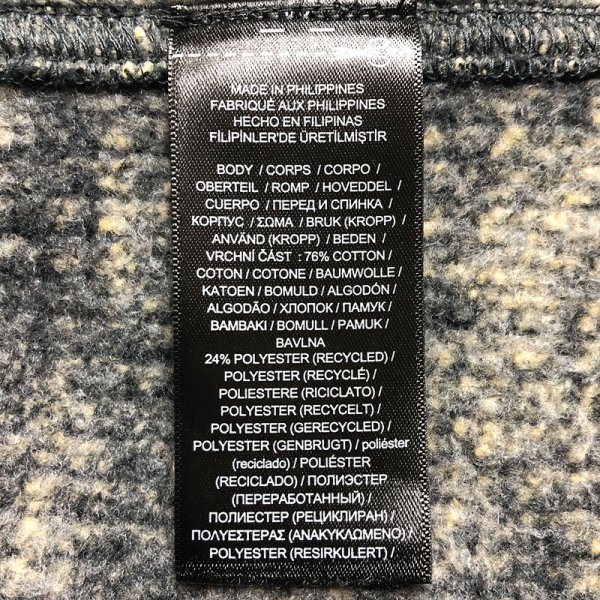 MADE IN PHILIPPINES
FABRIQUÉ AUX PHILIPPINES
HECHO EN FILIPINAS
FİLİPİNLER'DE ÜRETİLMİŞTİR
BODY / CORPS / CORPO /
OBERTEIL / ROMP / HOVEDDEL /
CUERPO / ПЕРЕД И СПИНКА /
КОРПУС / ΣΩΜΑ / BRUK (KROPP) /
ANVÄND (KROPP) / BEDEN /
VRCHNÍ ČÁST : 76% COTTON /
COTON / COTONE / BAUMWOLLE /
KATOEN / BOMULD / ALGODÓN /
ALGODÃO / ХЛОПОК / ПАМУК /
BAMBAKI / BOMULL / PAMUK /
BAVLNA
24% POLYESTER (RECYCLED) /
POLYESTER (RECYCLÉ) /
POLIESTERE (RICICLATO) /
POLYESTER (RECYCELT) /
POLYESTER (GERECYCLED) /
POLYESTER (GENBRUGT) / poliéster
(reciclado) / POLIÉSTER
(RECICLADO) / ПОЛИЭСТЕР
(ПЕРЕРАБОТАННЫЙ) /
ПОЛИЕСТЕР (РЕЦИКЛИРАН) /
ΠΟΛΥΕΣΤΕΡΑΣ (ΑΝΑΚΥΚΛΩΜΕΝΟ) /
POLYESTER (RESIRKULERT) /